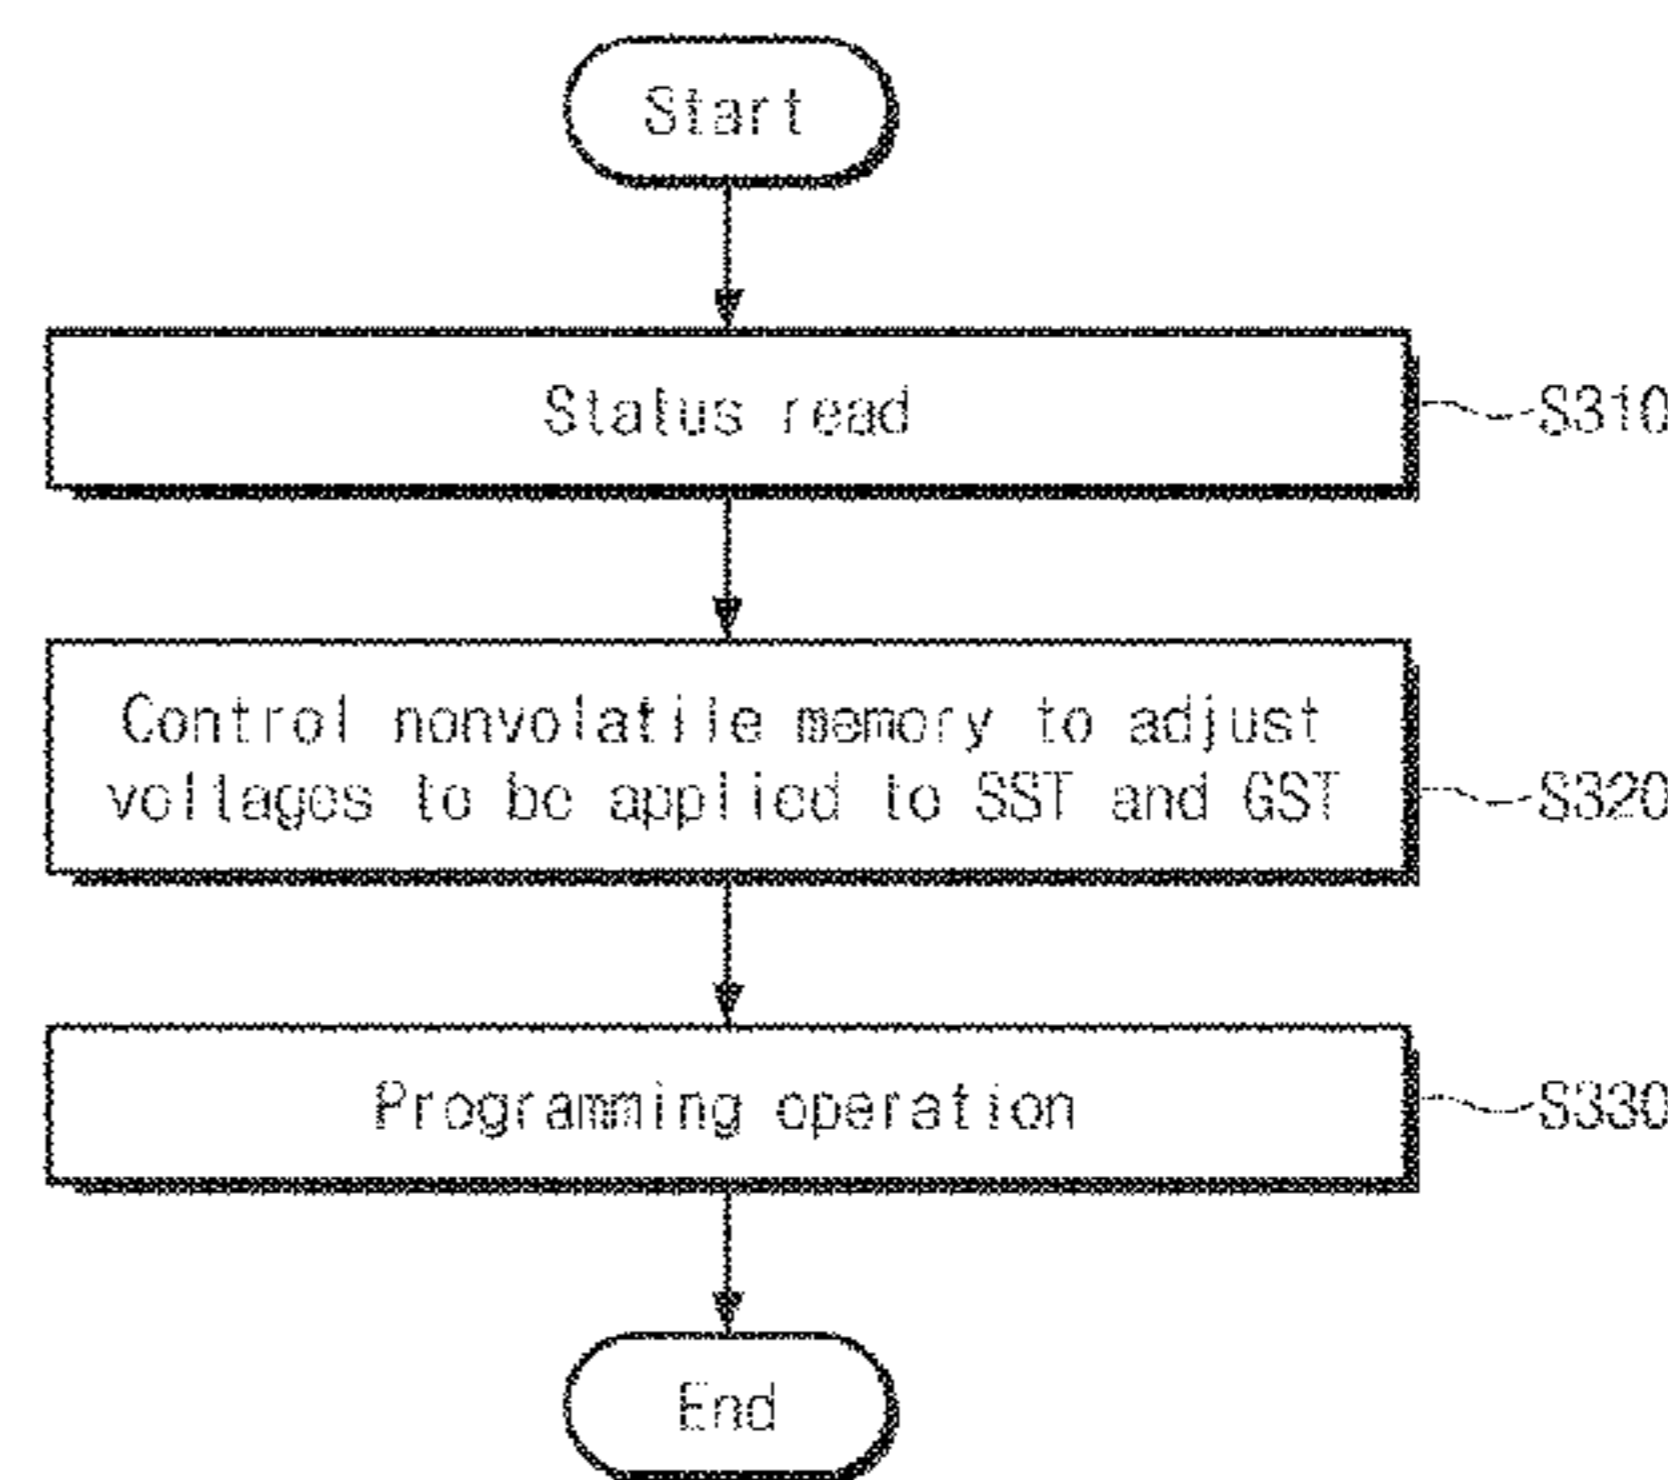 Start
Status read
S310
Control nonvolatile memory to adjust
voltages to be applied to SST and GST
S320
Programming operation
S330
End